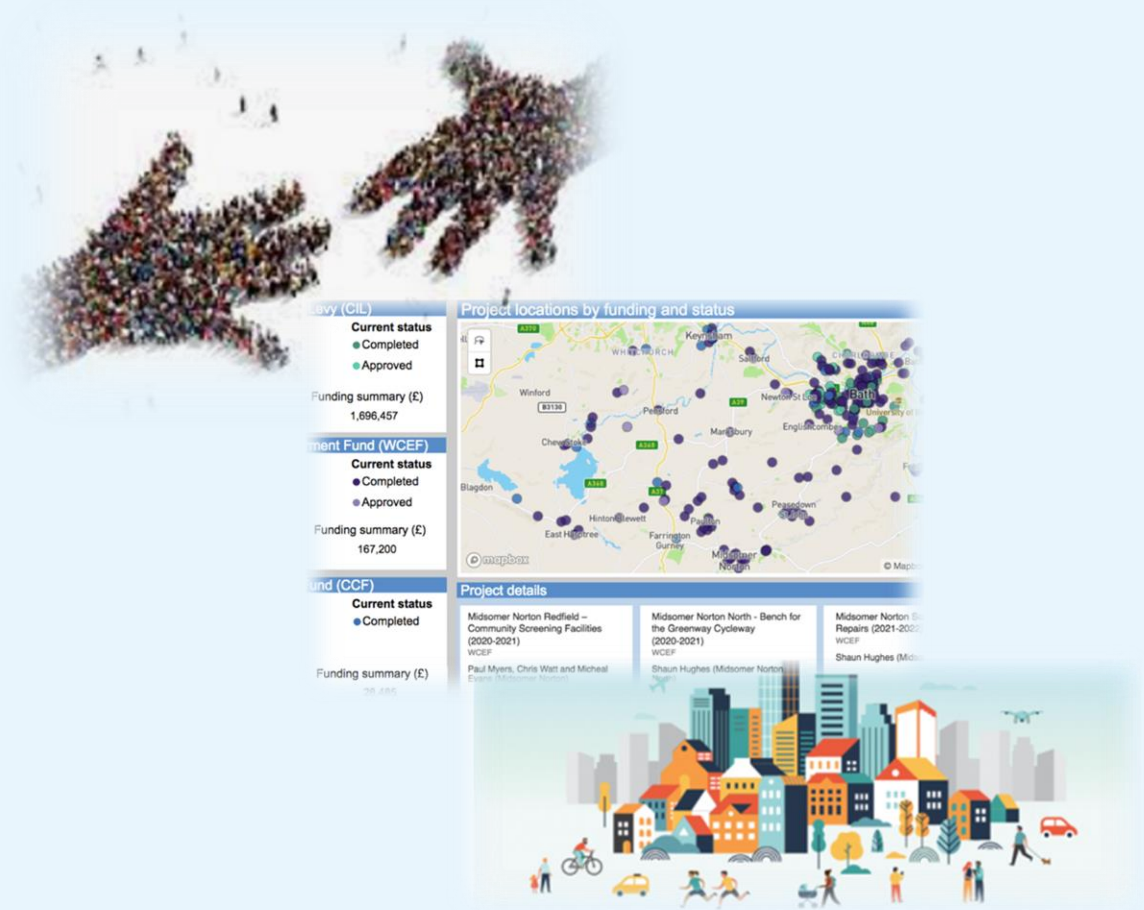 Levy (CIL)
Current status
Completed
Approved
Funding summary (£)
1,696,457
ment Fund (WCEF)
Current status
Completed
Approved
Funding summary (£)
167,200
und (CCF)
Current status
Completed
Funding summary (£)
Project locations by funding and status
A370
Keynsham
WHITCHURCH
Saltford
Winford
A39
Newton St Lo
Bath
B3130
Pensford
University of
Chew Stoke
Marksbury
Englishcombe
A368
Blagdon
A368
A37
Peasedown
Hinton Blewett
Paulton
East Harptree
Farrington
Gurney
Midsomer
Norton
mapbox
© Mapb
Project details
Midsomer Norton Redfield –
Community Screening Facilities
(2020-2021)
WCEF
Paul Myers, Chris Watt and Micheal
Evans (Midsomer Norton)
Midsomer Norton North - Bench for
the Greenway Cycleway
(2020-2021)
WCEF
Shaun Hughes (Midsomer Norton
Midsomer Norton
Repairs (2021-2022
WCEF
Shaun Hughes (Mids